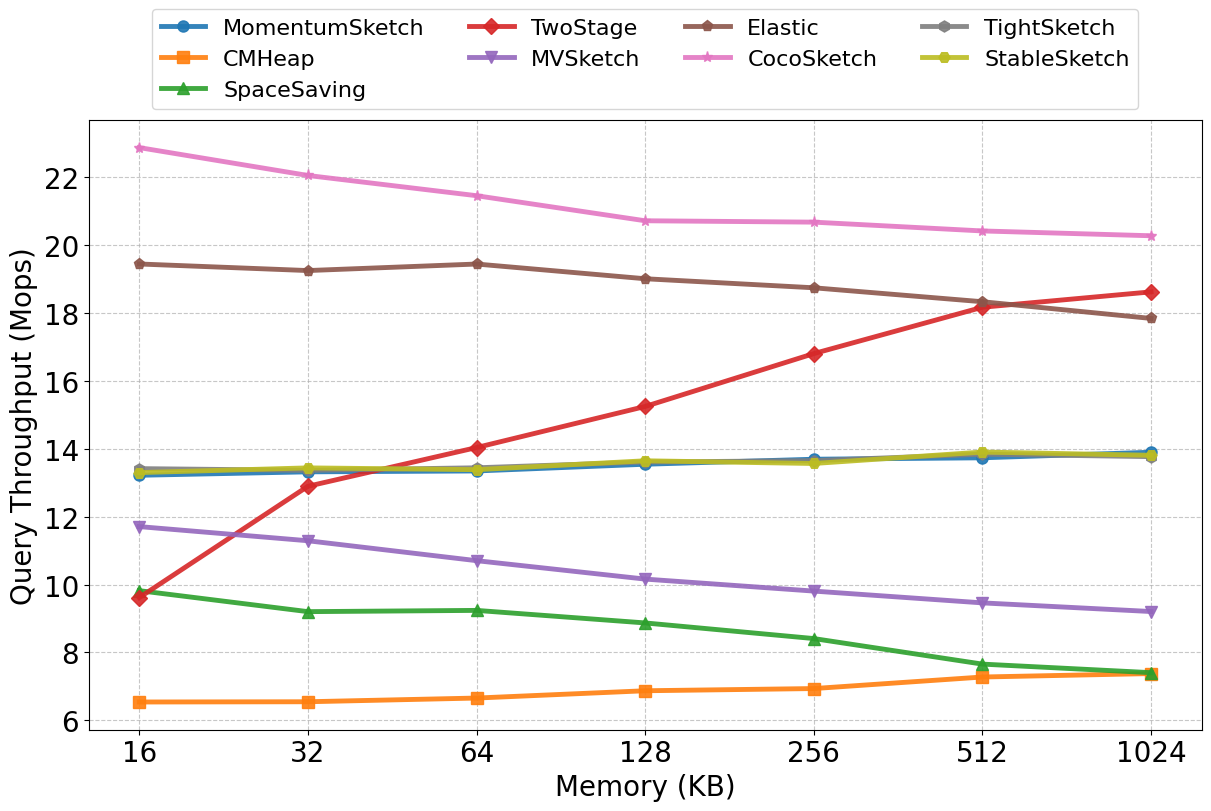 MomentumSketch TwoStage Elastic TightSketch
CMHeap MVSketch CocoSketch StableSketch
SpaceSaving
Query Throughput (Mops)
22
20
18
16
14
12
10
8
6
16 32 64 128 256 512 1024
Memory (KB)